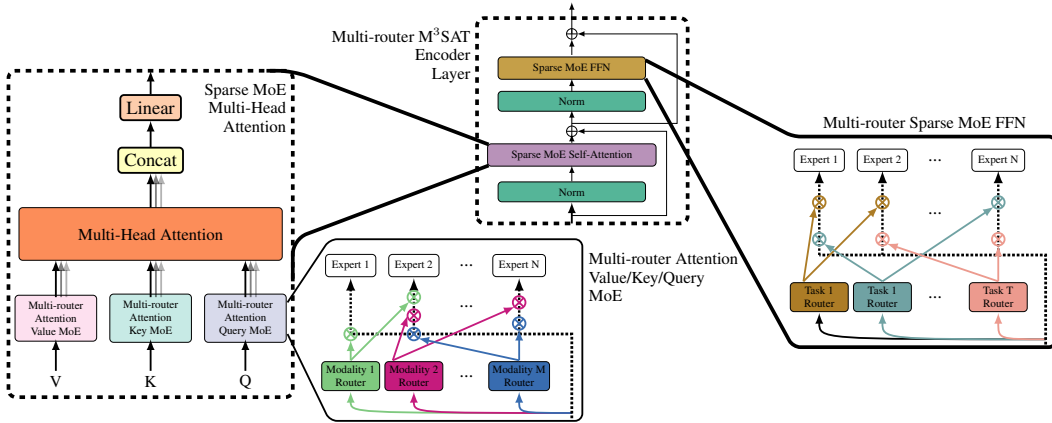 Multi-router M³SAT
Encoder
Layer
Sparse MoE FFN
Norm
Sparse MoE Self-Attention
Norm
Sparse MoE
Multi-Head
Attention
Linear
Concat
Multi-Head Attention
Multi-router
Attention
Value MoE
Multi-router
Attention
Key MoE
Multi-router
Attention
Query MoE
V
K
Q
Multi-router Attention
Value/Key/Query
MoE
Expert 1
Expert 2
...
Expert N
Modality 1
Router
Modality 2
Router
...
Modality M
Router
Multi-router Sparse MoE FFN
Expert 1
Expert 2
...
Expert N
...
...
Task 1
Router
Task 1
Router
...
Task T
Router